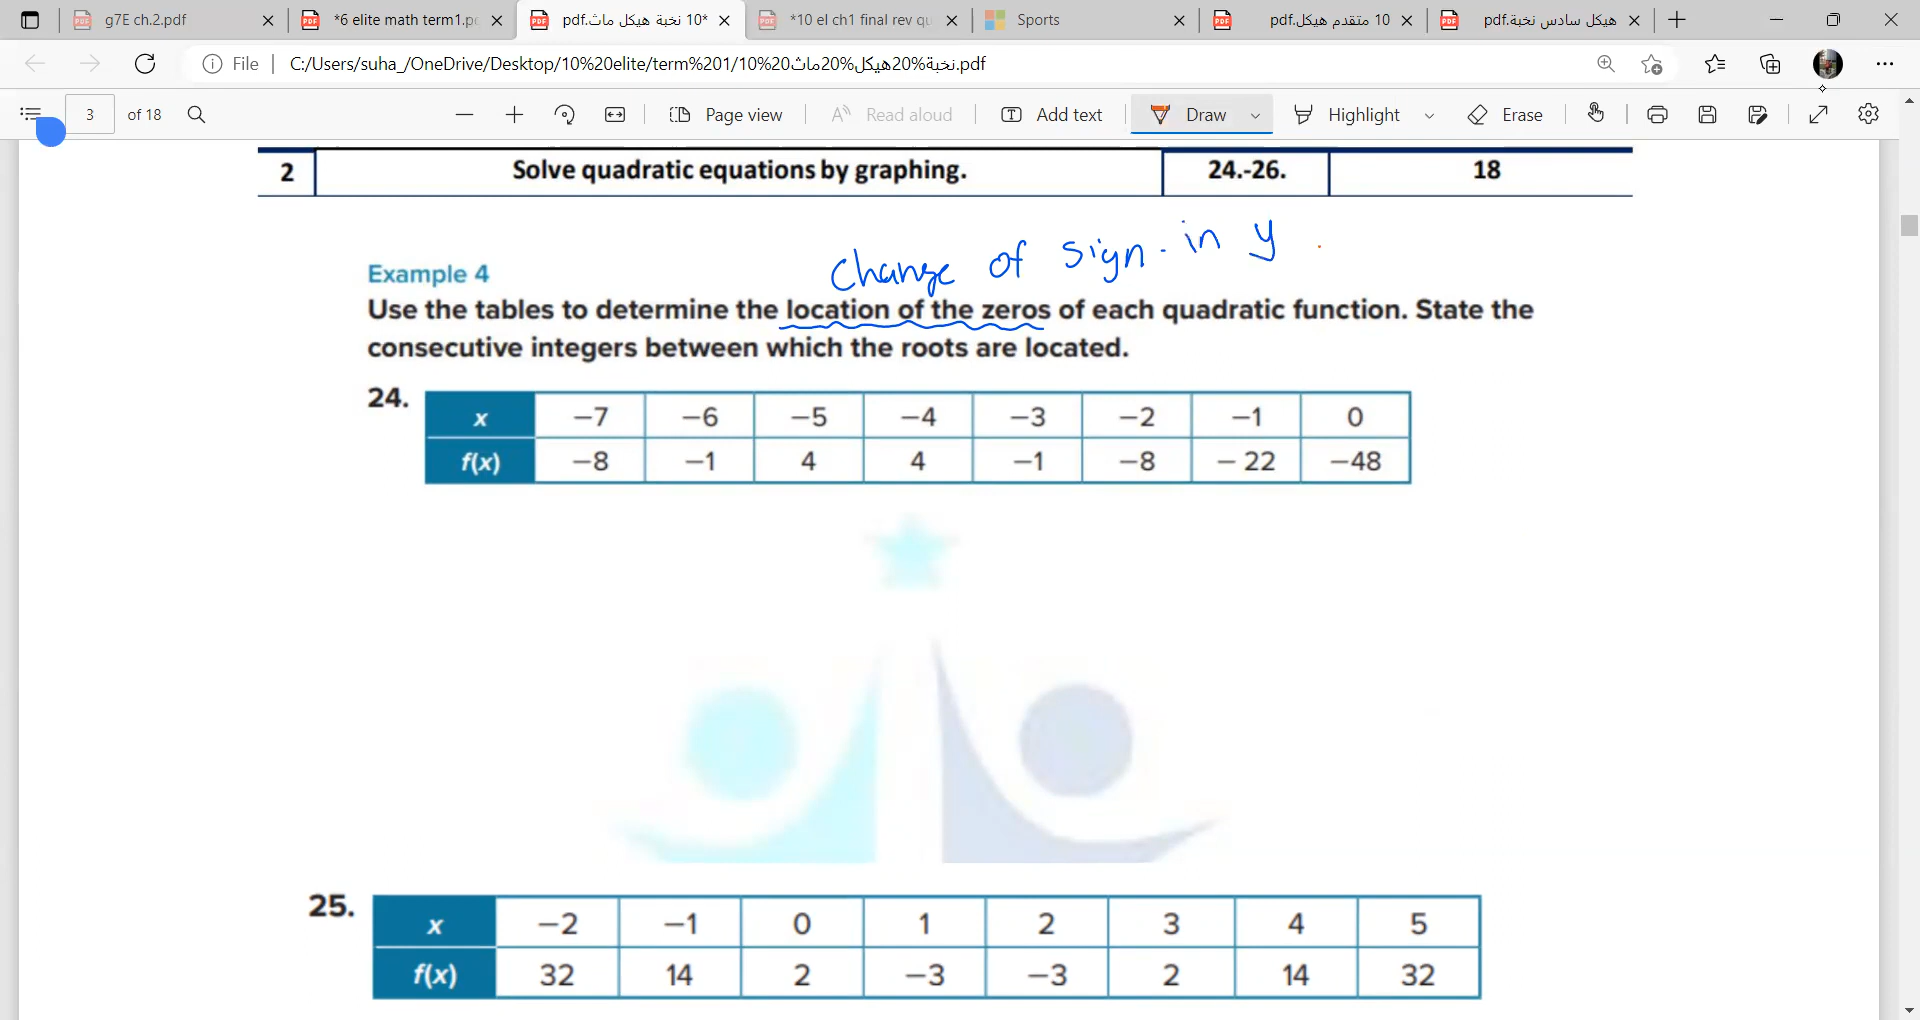 g7E ch.2.pdf
*6 elite math term1.p
*10 نخبة هيكل ماث.pdf
*10 el ch1 final rev qu
Sports
10 متقدم هيكل.pdf
هيكل سادس نخبة.pdf
File
C:/Users/suha_/OneDrive/Desktop/10%20elite/term%201/10%20نخبة%20هيكل%20ماث.pdf
3 of 18
Page view
Read aloud
Add text
Draw
Highlight
Erase
2 Solve quadratic equations by graphing. 24.-26. 18
Change of Sign. in y
Example 4
Use the tables to determine the location of the zeros of each quadratic function. State the
consecutive integers between which the roots are located.
24.
x −7 −6 −5 −4 −3 −2 −1 0
f(x) −8 −1 4 4 −1 −8 − 22 −48
25.
x −2 −1 0 1 2 3 4 5
f(x) 32 14 2 −3 −3 2 14 32